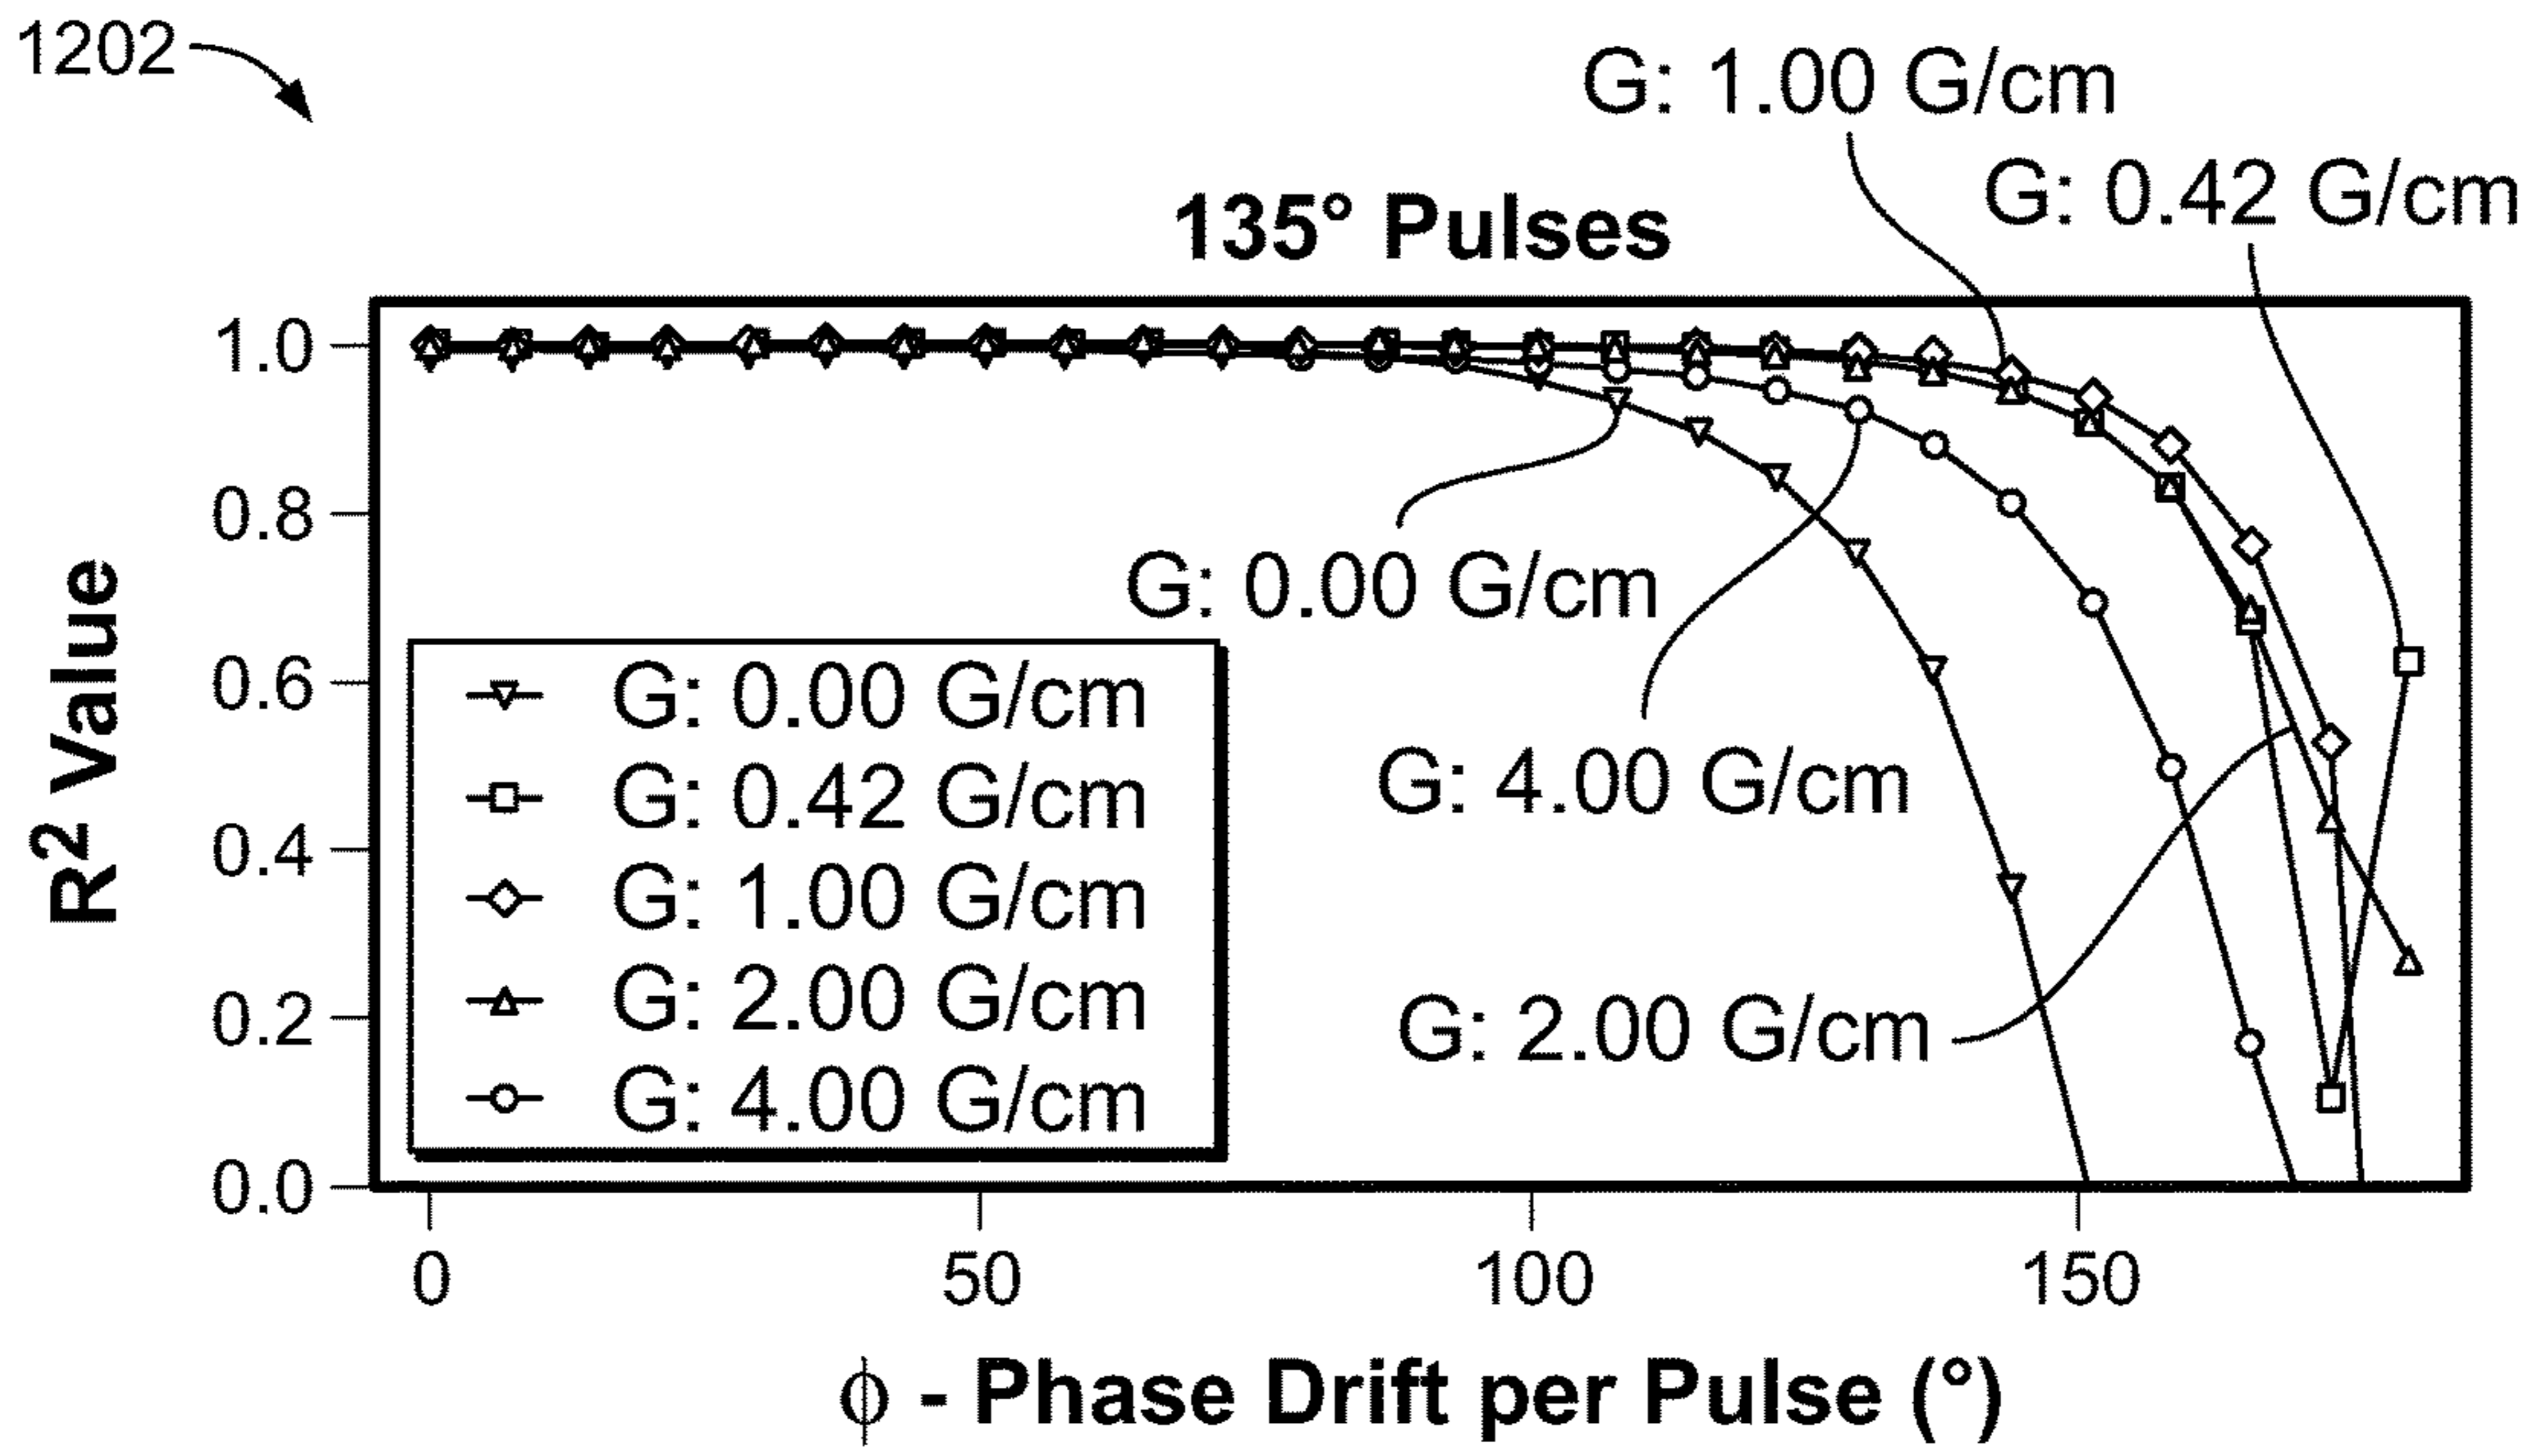 1202
G: 1.00 G/cm
G: 0.42 G/cm
135° Pulses
R² Value
1.0
0.8
0.6
0.4
0.2
0.0
G: 0.00 G/cm
G: 4.00 G/cm
G: 2.00 G/cm
G: 0.00 G/cm
G: 0.42 G/cm
G: 1.00 G/cm
G: 2.00 G/cm
G: 4.00 G/cm
0 50 100 150
ϕ - Phase Drift per Pulse (°)